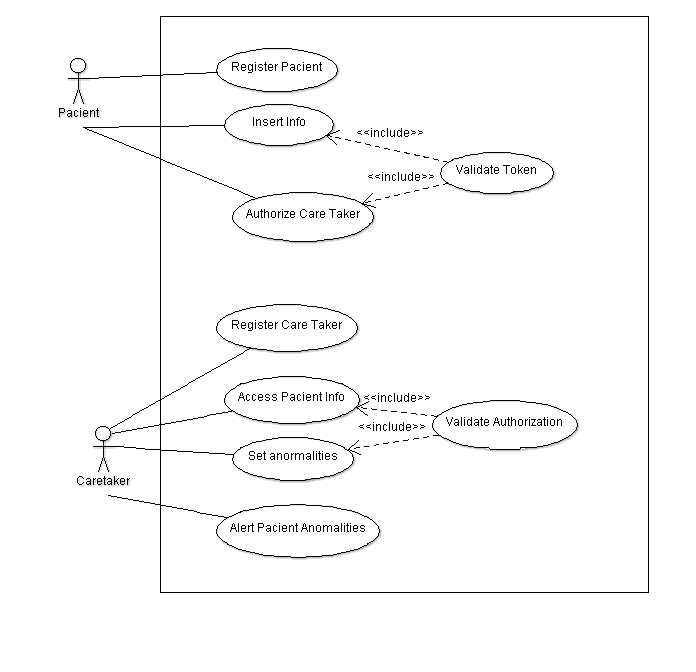 Register Pacient
Pacient
Insert Info
<<include>>
Validate Token
<<include>>
Authorize Care Taker
Register Care Taker
Access Pacient Info
<<include>>
Validate Authorization
<<include>>
Set anormalities
Caretaker
Alert Pacient Anomalities